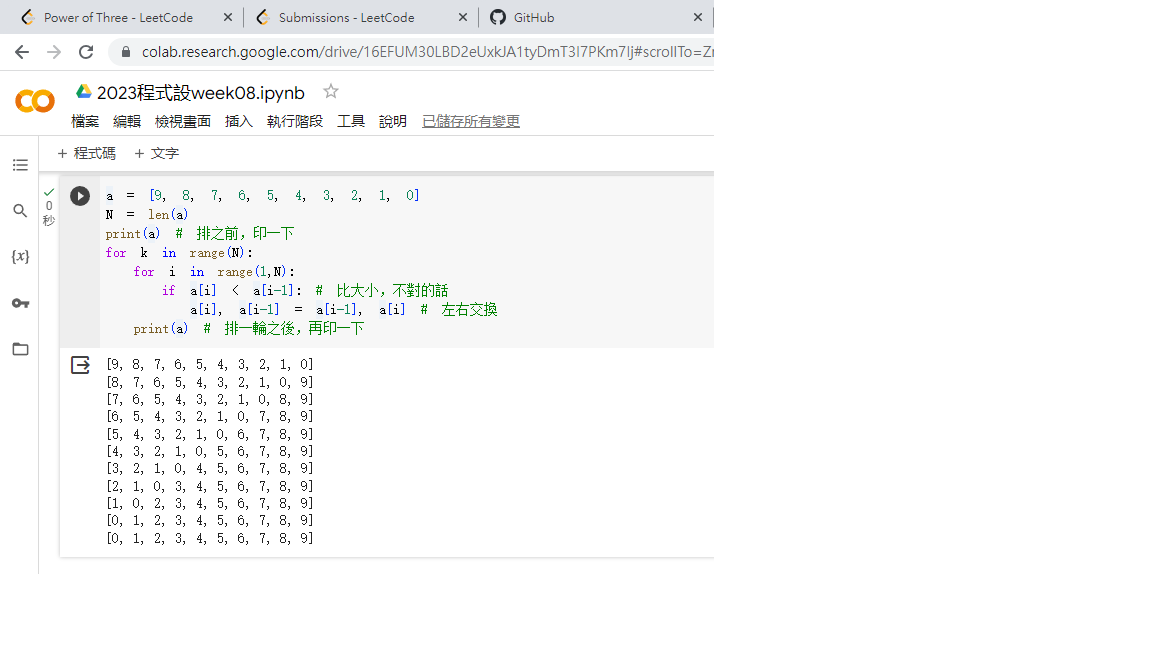 Power of Three - LeetCode
Submissions - LeetCode
GitHub
colab.research.google.com/drive/16EFUM30LBD2eUxkJA1tyDmT3I7PKm7Ij#scrollTo=Z
2023程式設week08.ipynb
檔案 編輯 檢視畫面 插入 執行階段 工具 說明 已儲存所有變更
+ 程式碼 + 文字
0
秒
{x}
a = [9, 8, 7, 6, 5, 4, 3, 2, 1, 0]
N = len(a)
print(a) # 排之前，印一下
for k in range(N):
    for i in range(1,N):
        if a[i] < a[i-1]: # 比大小，不對的話
            a[i], a[i-1] = a[i-1], a[i] # 左右交換
    print(a) # 排一輪之後，再印一下
[9, 8, 7, 6, 5, 4, 3, 2, 1, 0]
[8, 7, 6, 5, 4, 3, 2, 1, 0, 9]
[7, 6, 5, 4, 3, 2, 1, 0, 8, 9]
[6, 5, 4, 3, 2, 1, 0, 7, 8, 9]
[5, 4, 3, 2, 1, 0, 6, 7, 8, 9]
[4, 3, 2, 1, 0, 5, 6, 7, 8, 9]
[3, 2, 1, 0, 4, 5, 6, 7, 8, 9]
[2, 1, 0, 3, 4, 5, 6, 7, 8, 9]
[1, 0, 2, 3, 4, 5, 6, 7, 8, 9]
[0, 1, 2, 3, 4, 5, 6, 7, 8, 9]
[0, 1, 2, 3, 4, 5, 6, 7, 8, 9]